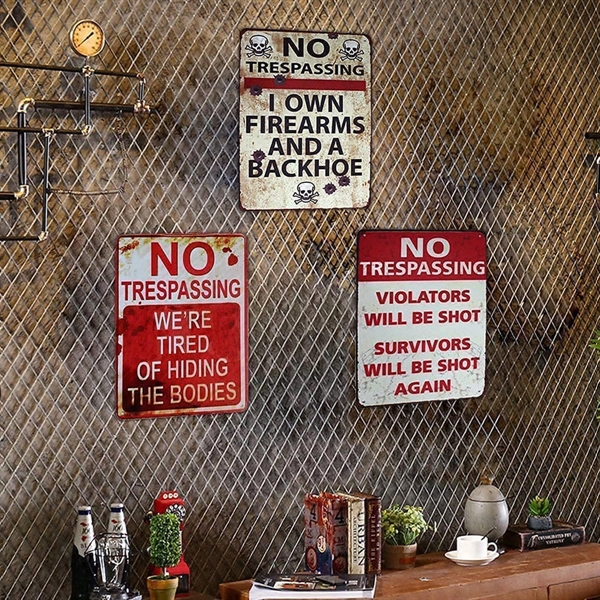 NO
TRESPASSING
I OWN
FIREARMS
AND A
BACKHOE
NO
TRESPASSING
WE'RE
TIRED
OF HIDING
THE BODIES
NO
TRESPASSING
VIOLATORS
WILL BE SHOT
SURVIVORS
WILL BE SHOT
AGAIN